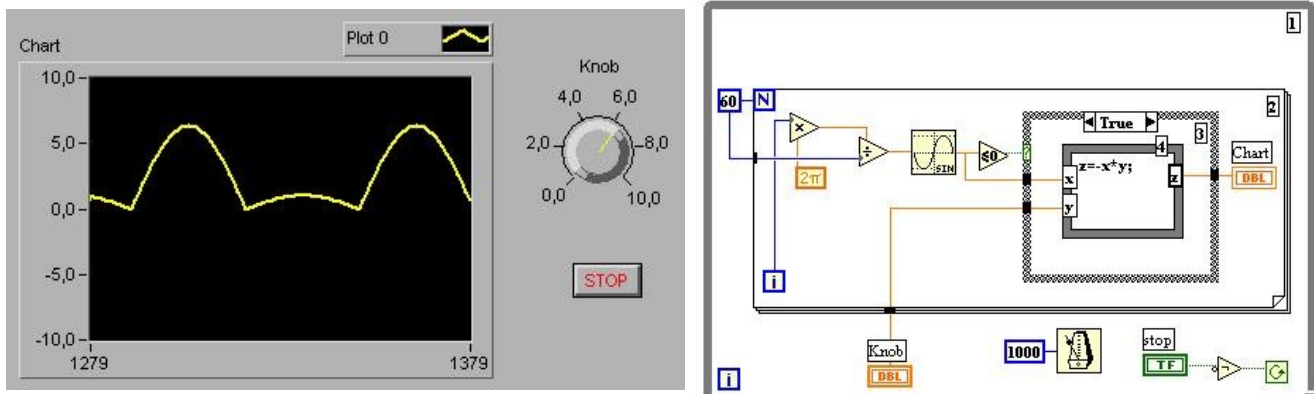 Chart
Plot 0
10,0
5,0
0,0
-5,0
-10,0
1279
1379
Knob
4,0
6,0
2,0
8,0
0,0
10,0
STOP
1
60
N
2
True
3
4
×
÷
SIN
≤0
?
2π
z=-x*y;
x
z
y
Chart
DBL
i
Knob
DBL
1000
stop
TF
i